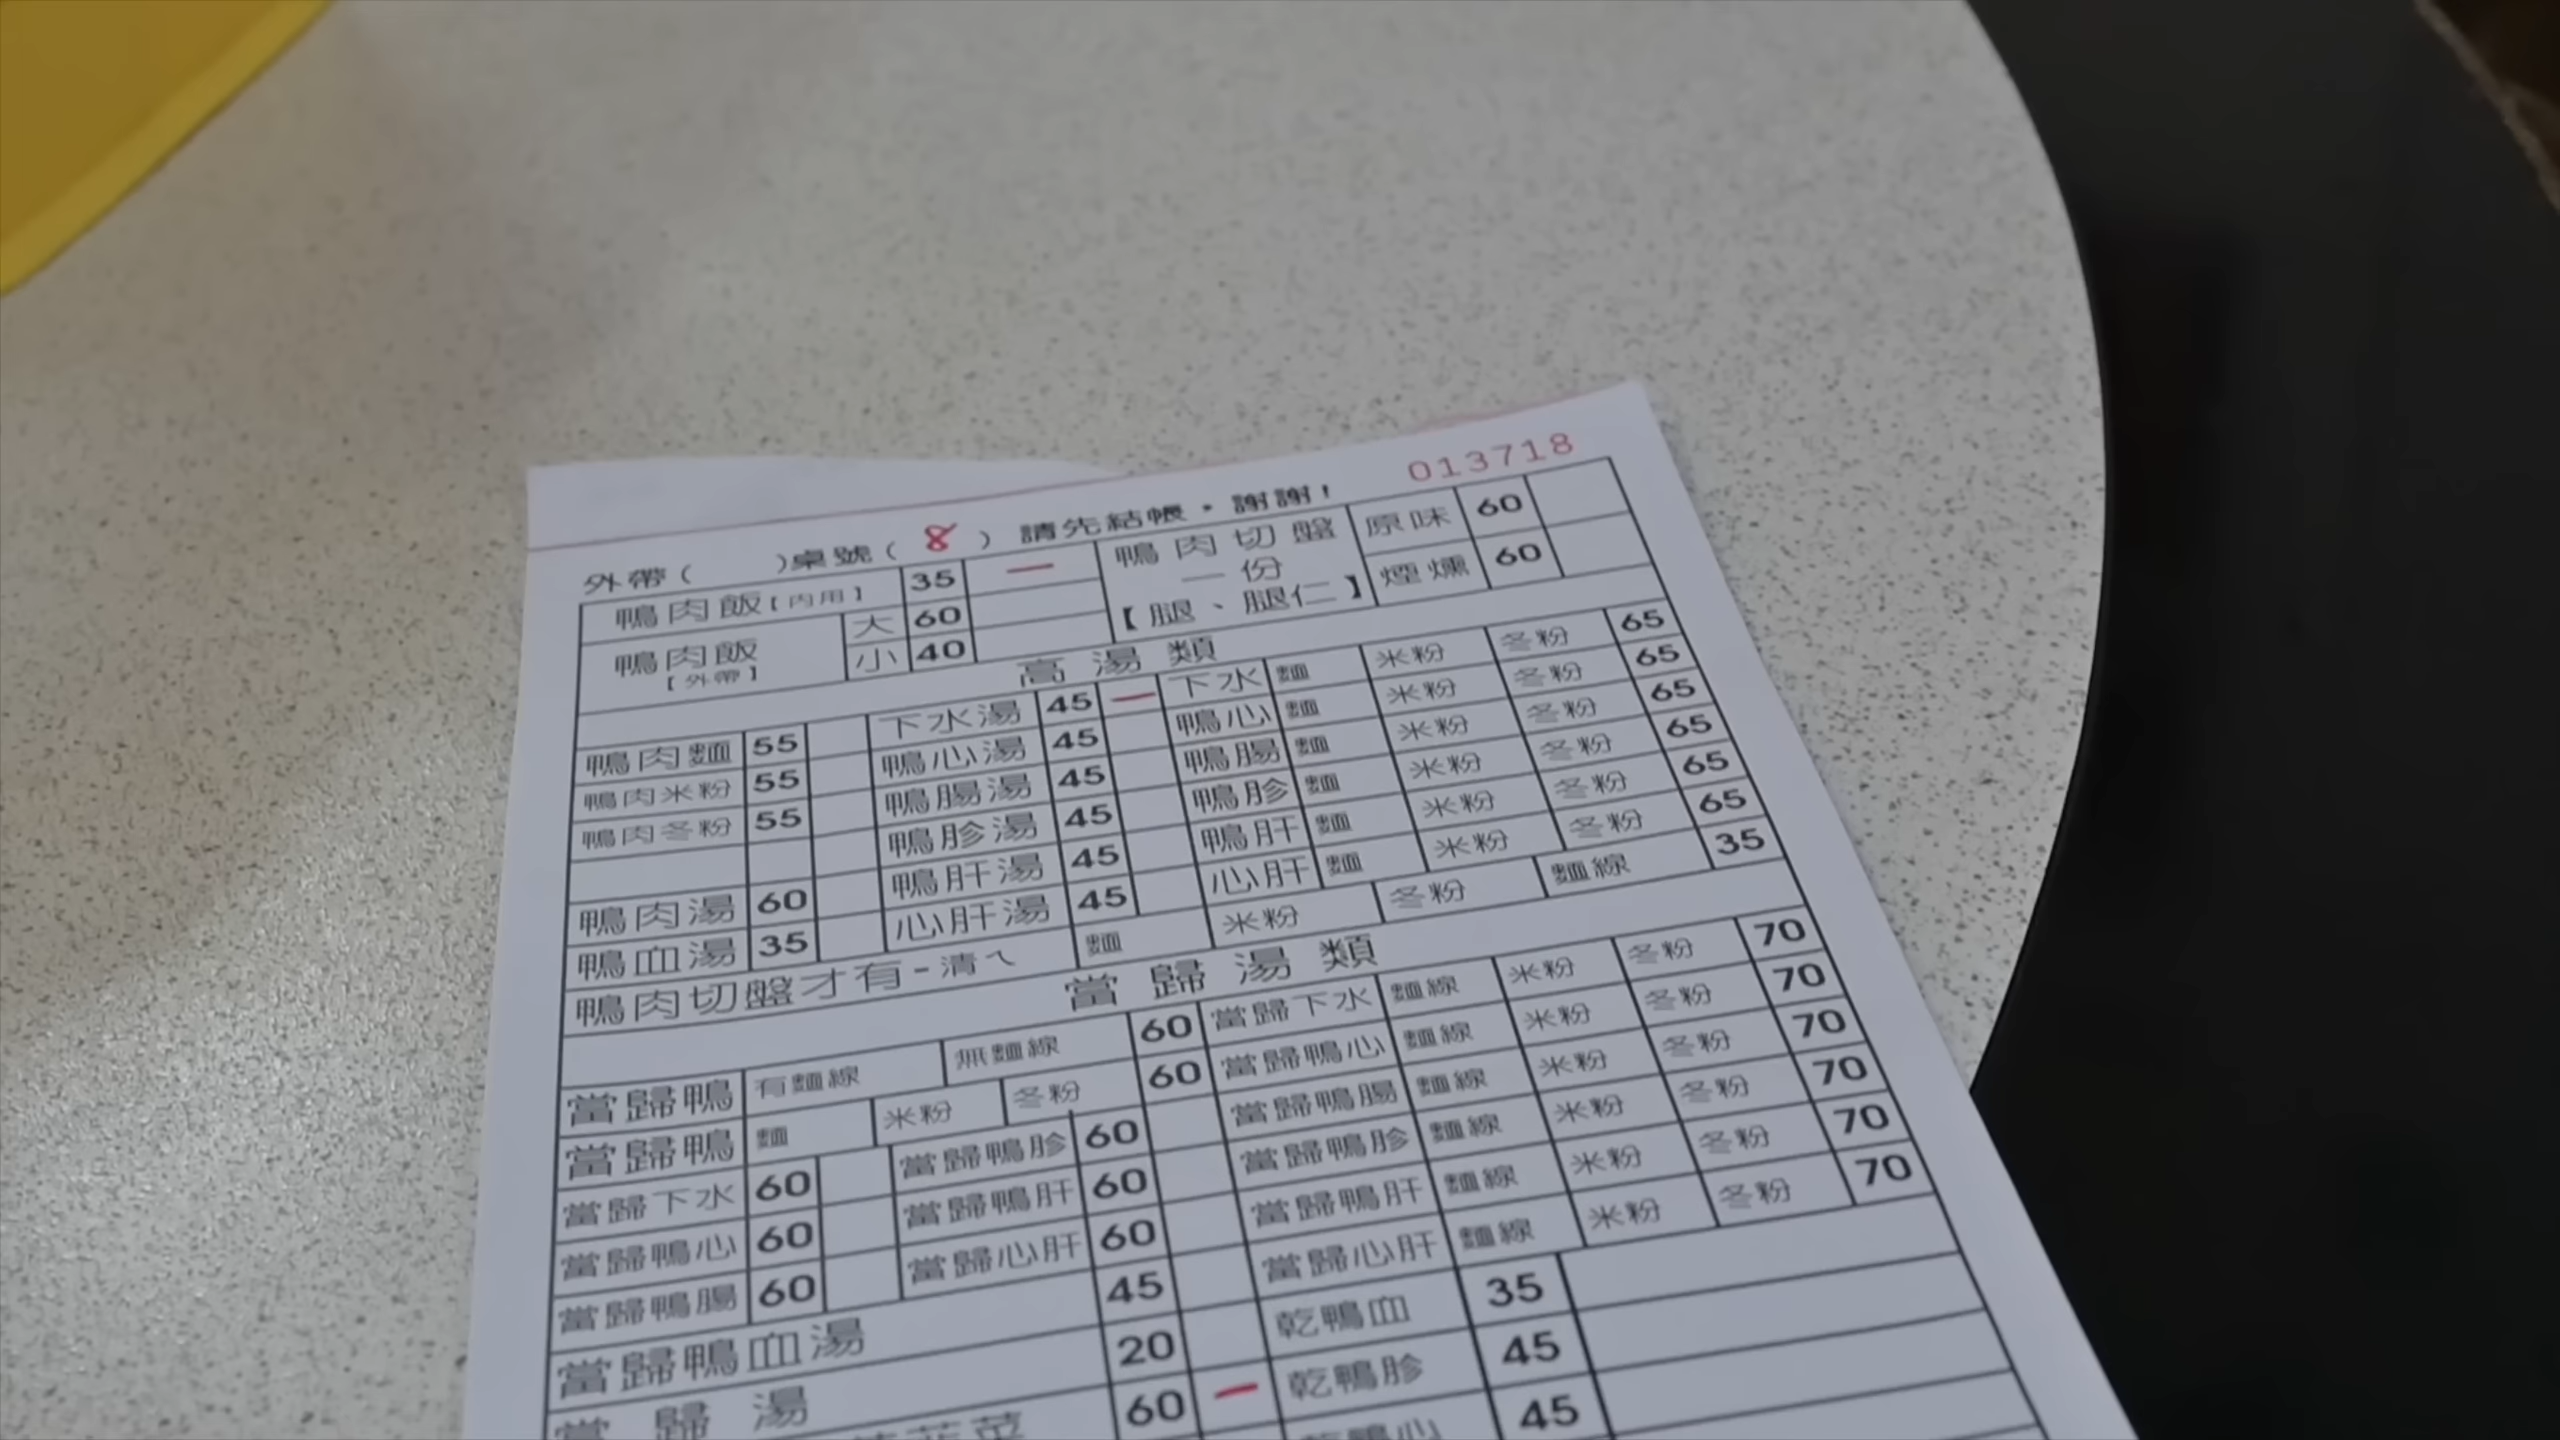 013718
外帶(　　)桌號( 8 ) 請先結帳，謝謝！
鴨肉飯【內用】 35 一 鴨肉切盤 一份 【腿、腿仁】 原味 60
鴨肉飯【外帶】 大 60 煙燻 60
小 40
高湯類
鴨肉麵 55 下水湯 45 一 下水 麵 米粉 冬粉 65
鴨肉米粉 55 鴨心湯 45 鴨心 麵 米粉 冬粉 65
鴨肉冬粉 55 鴨腸湯 45 鴨腸 麵 米粉 冬粉 65
鴨胗湯 45 鴨胗 麵 米粉 冬粉 65
鴨肉湯 60 鴨肝湯 45 鴨肝 麵 米粉 冬粉 65
鴨血湯 35 心肝湯 45 心肝 麵 米粉 冬粉 65
鴨肉切盤才有-清ㄟ 麵 米粉 冬粉 麵線 35
當歸湯類
當歸鴨 有麵線 無麵線 60 當歸下水 麵線 米粉 冬粉 70
當歸鴨 麵 米粉 冬粉 60 當歸鴨心 麵線 米粉 冬粉 70
當歸下水 60 當歸鴨胗 60 當歸鴨腸 麵線 米粉 冬粉 70
當歸鴨心 60 當歸鴨肝 60 當歸鴨胗 麵線 米粉 冬粉 70
當歸鴨腸 60 當歸心肝 60 當歸鴨肝 麵線 米粉 冬粉 70
當歸鴨血湯 45 當歸心肝 麵線 米粉 冬粉 70
當歸湯 20 乾鴨血 35
60 一 乾鴨胗 45
45